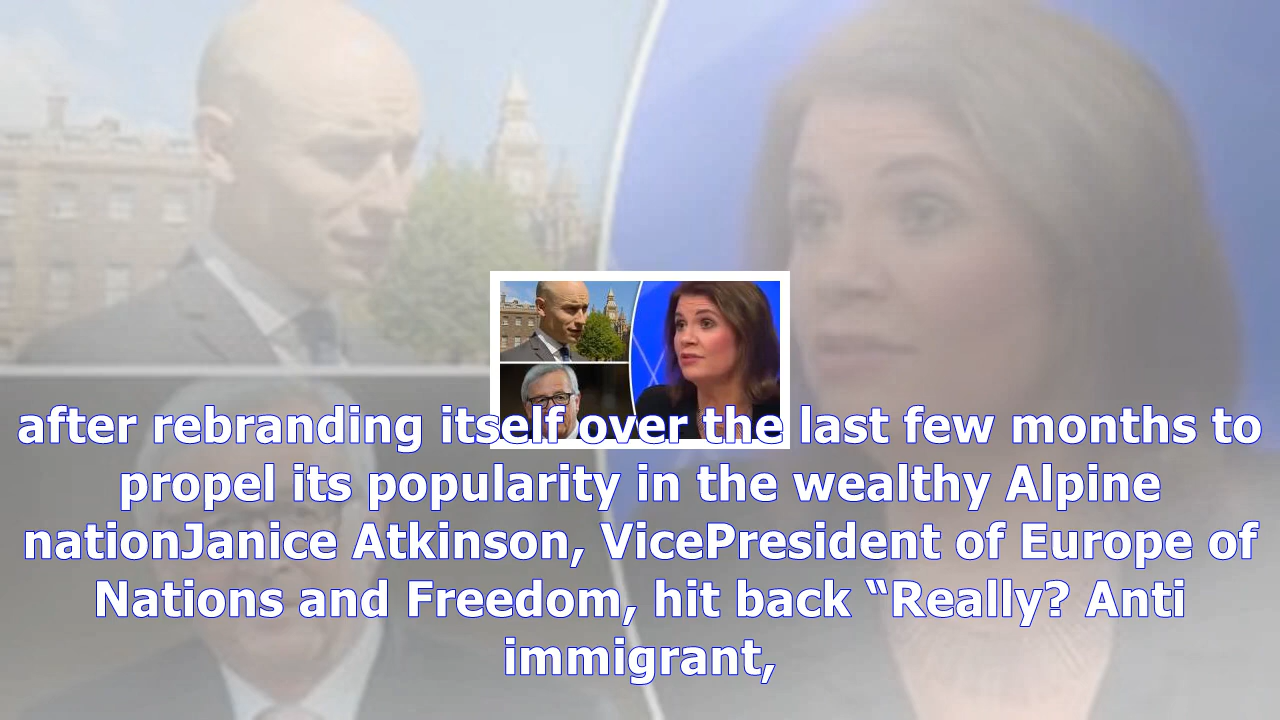 after rebranding itself over the last few months to
propel its popularity in the wealthy Alpine
nationJanice Atkinson, VicePresident of Europe of
Nations and Freedom, hit back “Really? Anti
immigrant,